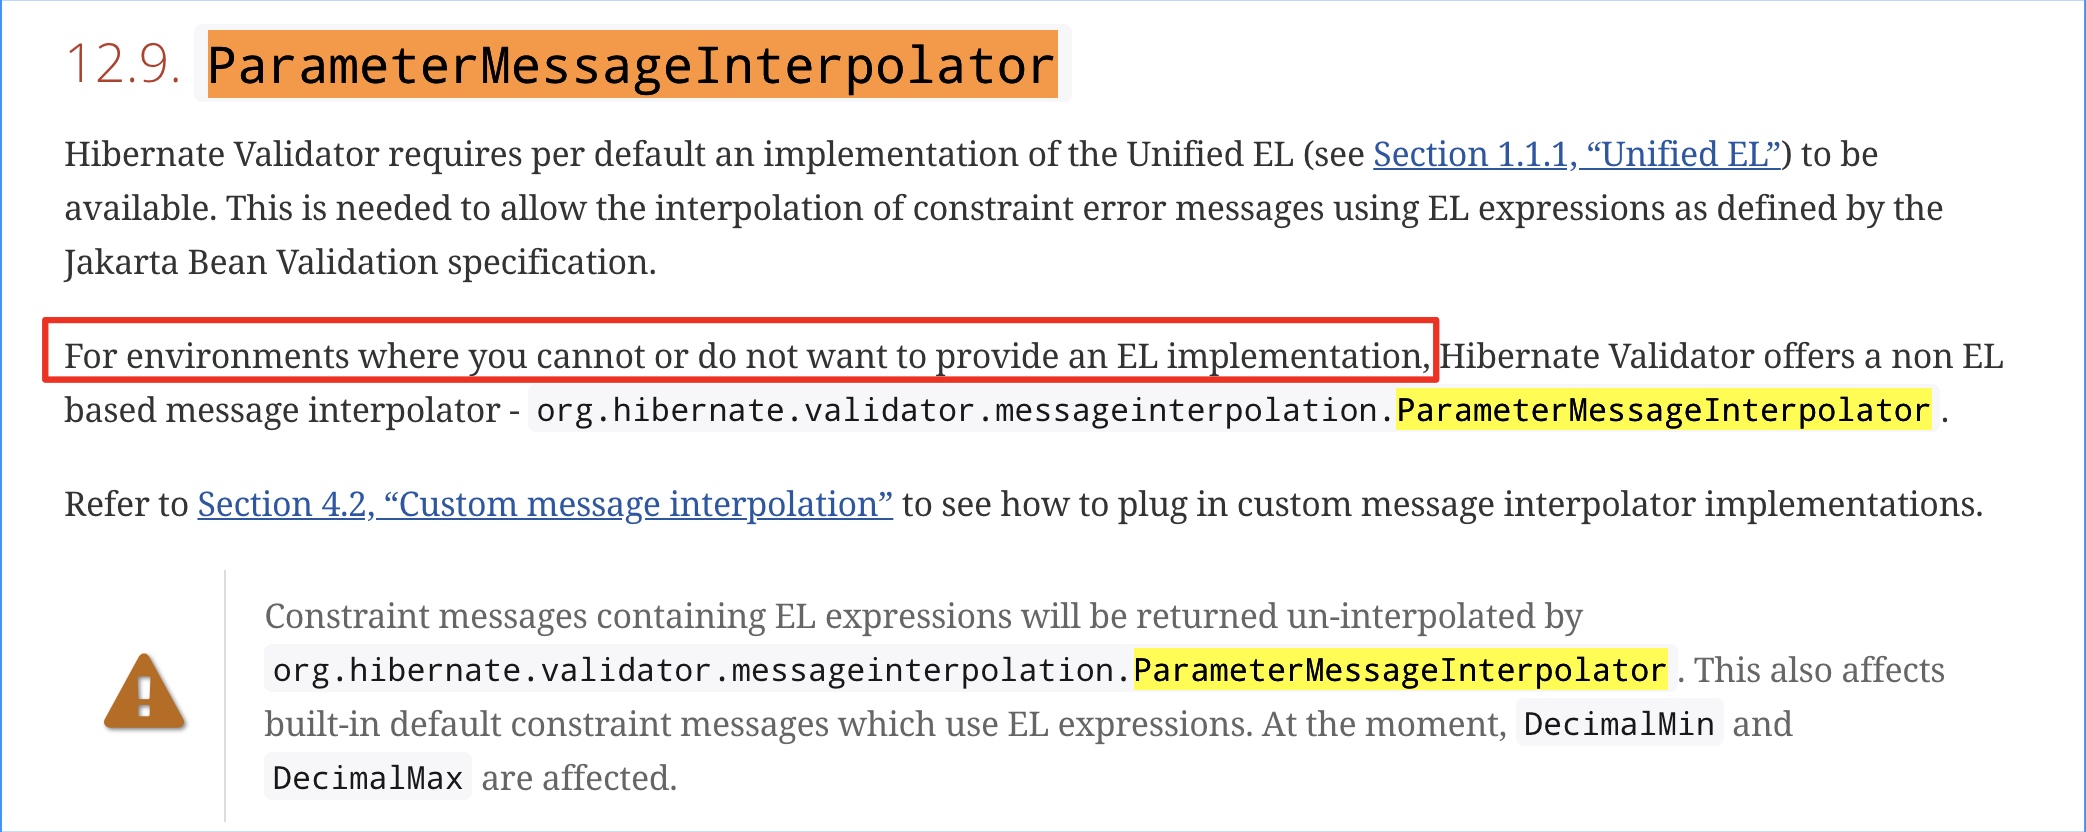 12.9. ParameterMessageInterpolator
Hibernate Validator requires per default an implementation of the Unified EL (see Section 1.1.1, “Unified EL”) to be
available. This is needed to allow the interpolation of constraint error messages using EL expressions as defined by the
Jakarta Bean Validation specification.
For environments where you cannot or do not want to provide an EL implementation, Hibernate Validator offers a non EL
based message interpolator - org.hibernate.validator.messageinterpolation.ParameterMessageInterpolator.
Refer to Section 4.2, “Custom message interpolation” to see how to plug in custom message interpolator implementations.
Constraint messages containing EL expressions will be returned un-interpolated by
org.hibernate.validator.messageinterpolation.ParameterMessageInterpolator. This also affects
built-in default constraint messages which use EL expressions. At the moment, DecimalMin and
DecimalMax are affected.